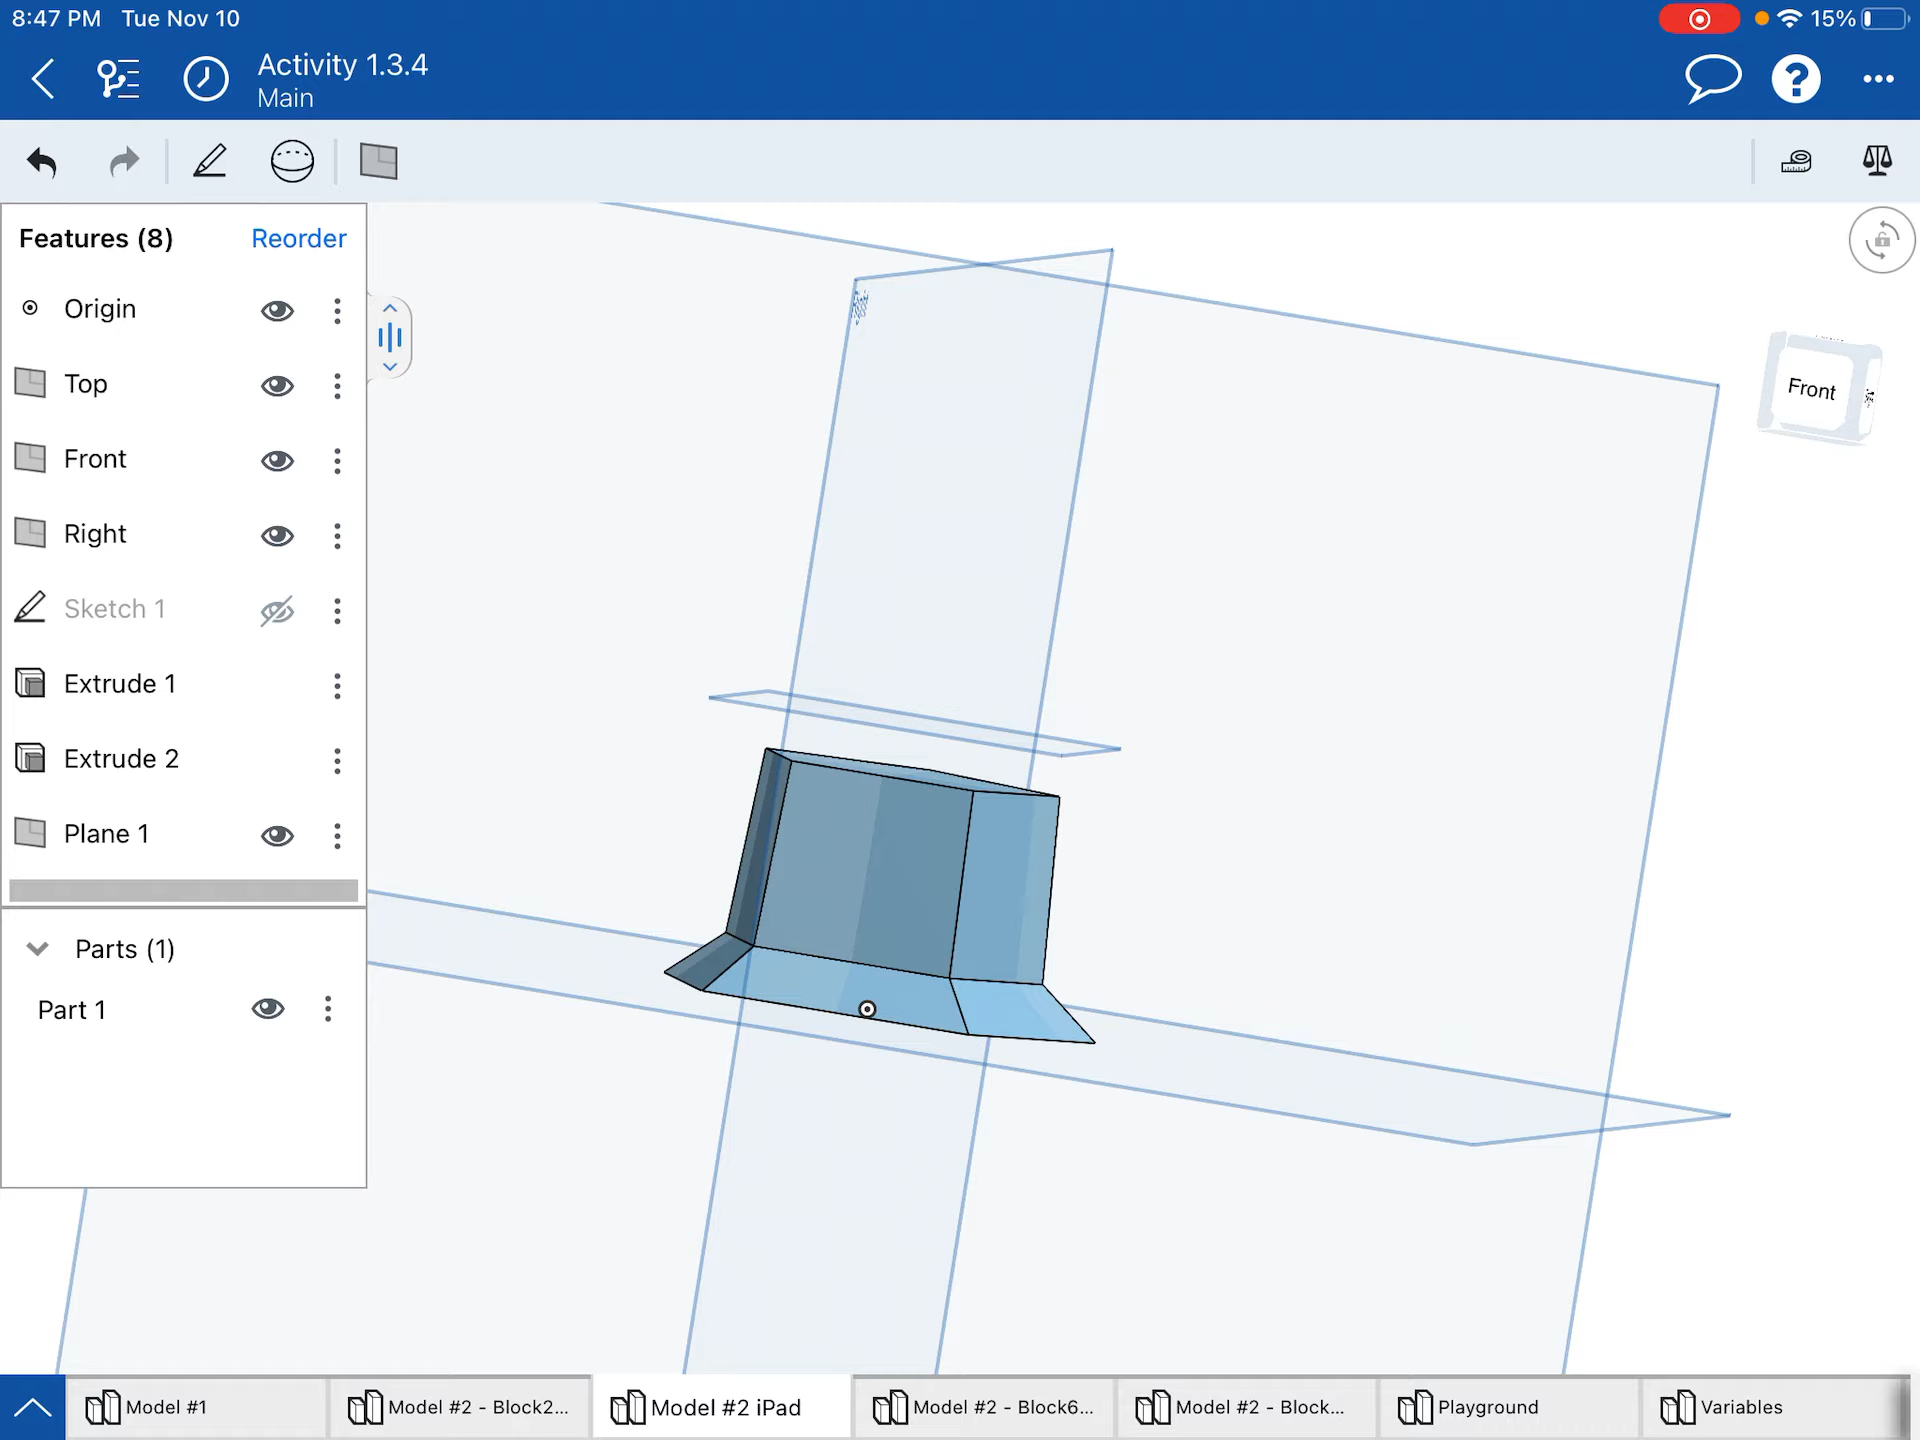 8:47 PM Tue Nov 10
15%
Activity 1.3.4
Main
Features (8)
Reorder
Origin
Top
Front
Right
Sketch 1
Extrude 1
Extrude 2
Plane 1
Parts (1)
Part 1
Front
Model #1
Model #2 - Block2...
Model #2 iPad
Model #2 - Block6...
Model #2 - Block...
Playground
Variables